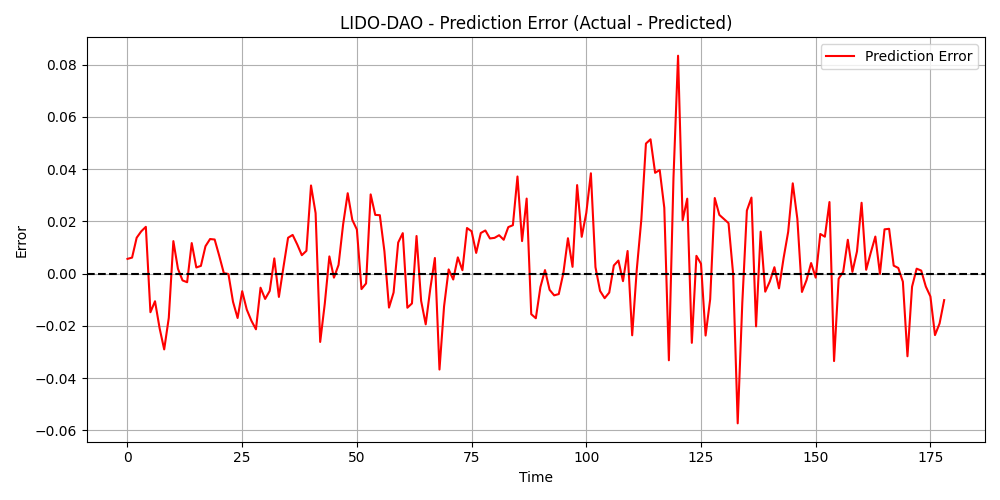 LIDO-DAO - Prediction Error (Actual - Predicted)
Prediction Error
0.08
0.06
0.04
0.02
0.00
−0.02
−0.04
−0.06
Error
0 25 50 75 100 125 150 175
Time